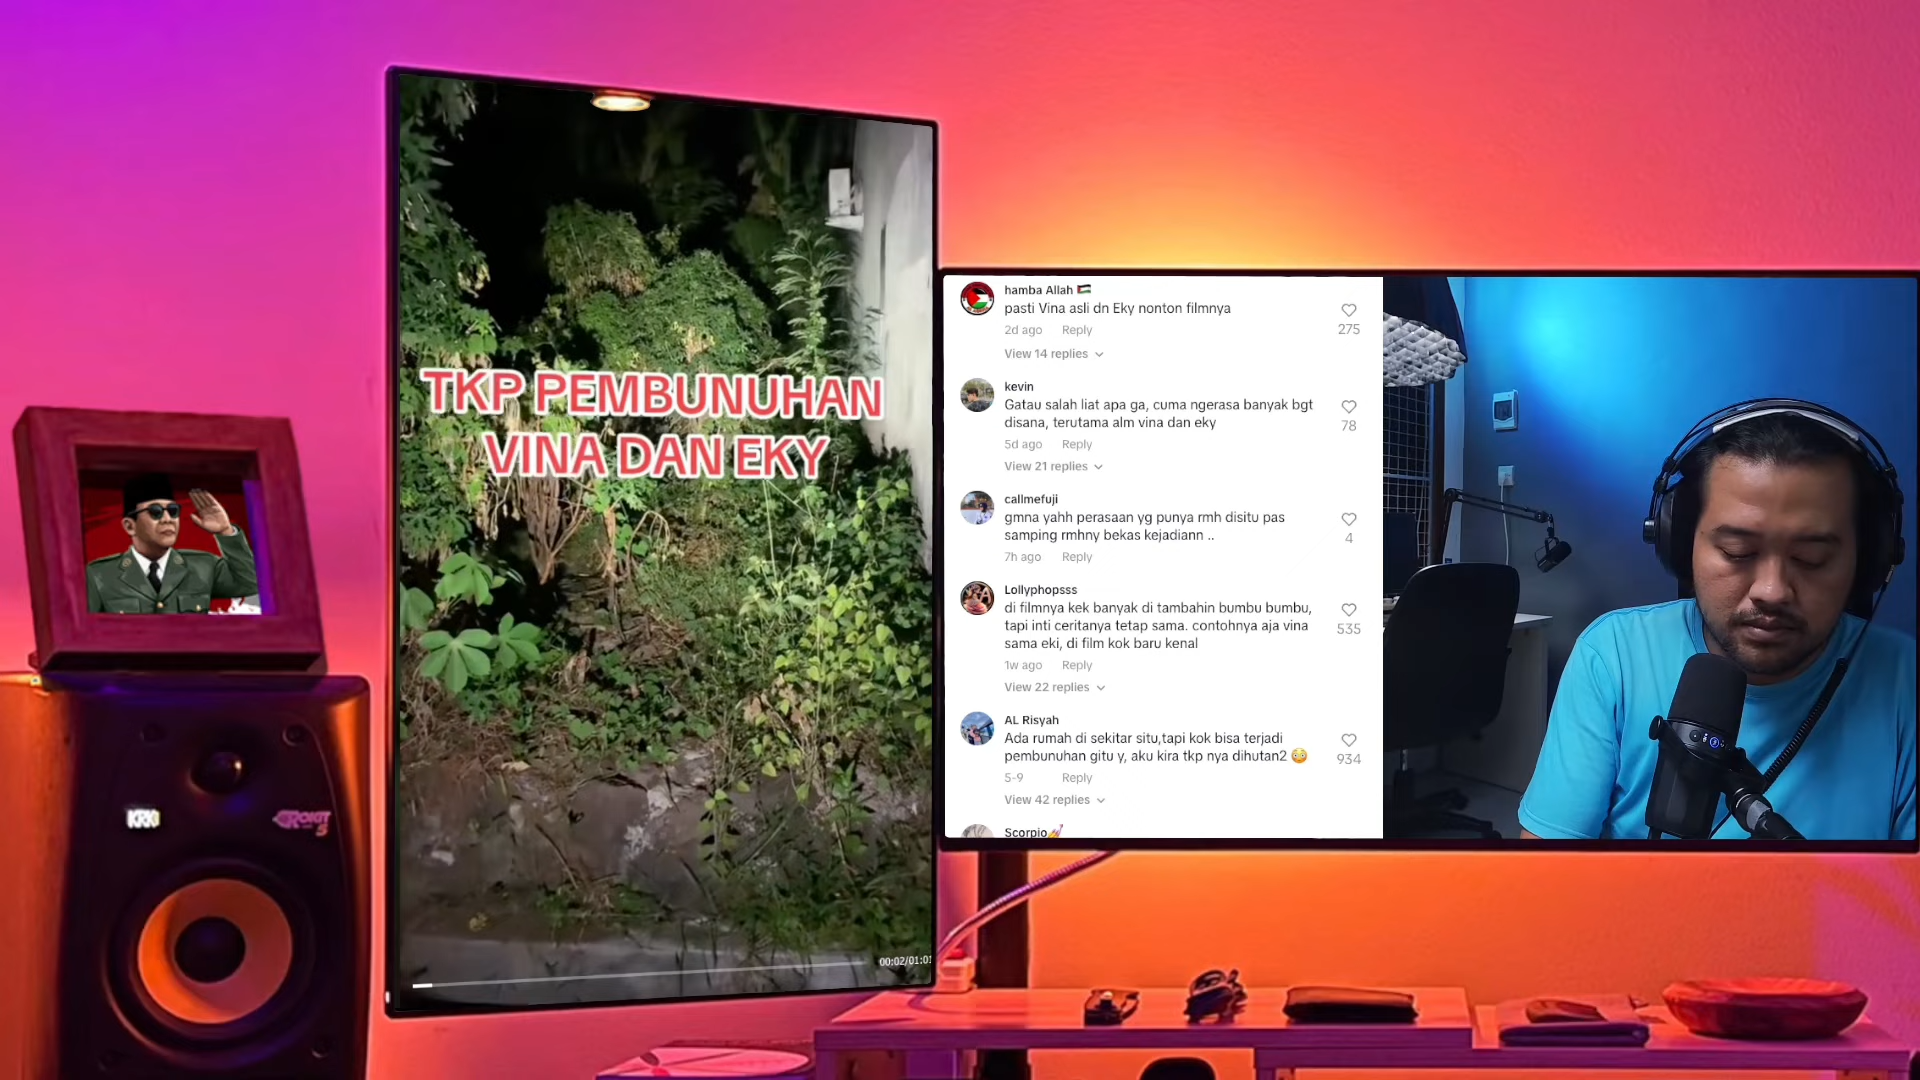 TKP PEMBUNUHAN
VINA DAN EKY
00:02/01:01
KRK
ROKIT 5
hamba Allah 🇵🇸
pasti Vina asli dn Eky nonton filmnya
275
2d ago Reply
View 14 replies
kevin
Gatau salah liat apa ga, cuma ngerasa banyak bgt
disana, terutama alm vina dan eky
78
5d ago Reply
View 21 replies
callmefuji
gmna yahh perasaan yg punya rmh disitu pas
samping rmhny bekas kejadiann ..
4
7h ago Reply
Lollyphopsss
di filmnya kek banyak di tambahin bumbu bumbu,
tapi inti ceritanya tetap sama. contohnya aja vina
sama eki, di film kok baru kenal
535
1w ago Reply
View 22 replies
AL Risyah
Ada rumah di sekitar situ,tapi kok bisa terjadi
pembunuhan gitu y, aku kira tkp nya dihutan2 😳
934
5-9 Reply
View 42 replies
Scorpio💅